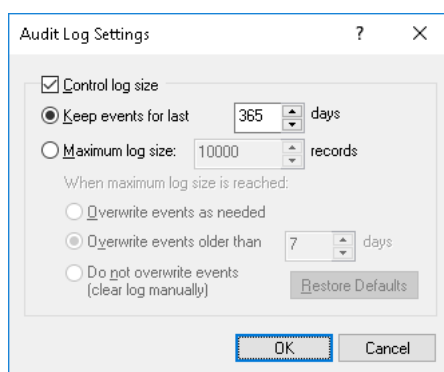 Audit Log Settings ?
Control log size
Keep events for last 365 days
Maximum log size: 10000 records
When maximum log size is reached:
Overwrite events as needed
Overwrite events older than 7 days
Do not overwrite events
(clear log manually) Restore Defaults
OK Cancel